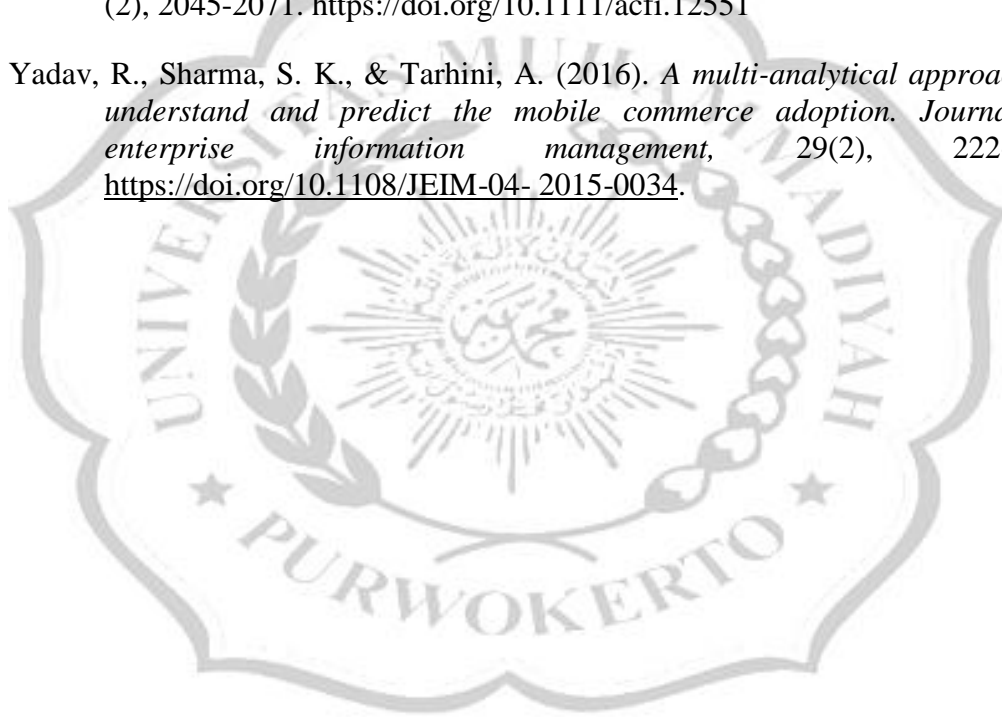 (2), 2045-2071. https://doi.org/10.1111/acfi.12551
Yadav, R., Sharma, S. K., & Tarhini, A. (2016). A multi-analytical approa
understand and predict the mobile commerce adoption. Journa
enterprise information management, 29(2), 222
https://doi.org/10.1108/JEIM-04- 2015-0034.
UNIVERSITAS MUHAMMADIYAH
محمدية
PURWOKERTO